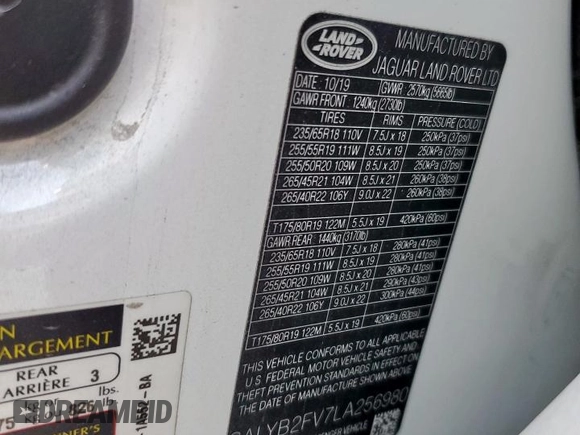 LAND
ROVER
MANUFACTURED BY
JAGUAR LAND ROVER LTD
DATE: 10/19 GVWR 2570kg (5665lb)
GAWR FRONT 1240kg (2730lb)
TIRES RIMS PRESSURE (COLD)
235/65R18 110V 7.5J x 18 250kPa (37psi)
255/55R19 111W 8.5J x 19 250kPa (37psi)
255/50R20 109W 8.5J x 20 250kPa (37psi)
265/45R21 104W 8.5J x 21 260kPa (38psi)
265/40R22 106Y 9.0J x 22 260kPa (38psi)
T175/80R19 122M 5.5J x 19 420kPa (60psi)
GAWR REAR: 1440kg (3170lb)
235/65R18 110V 7.5J x 18 280kPa (41psi)
255/55R19 111W 8.5J x 19 280kPa (41psi)
255/50R20 109W 8.5J x 20 280kPa (41psi)
265/45R21 104W 8.5J x 21 290kPa (43psi)
265/40R22 106Y 9.0J x 22 300kPa (44psi)
T175/80R19 122M 5.5J x 19 420kPa (60psi)
THIS VEHICLE CONFORMS TO ALL APPLICABLE
U S FEDERAL MOTOR VEHICLE SAFETY AND
THEFT PREVENTION STANDARDS IN EFFECT ON THE
DATE OF MANUFACTURE SHOWN ABOVE.
SALYB2FV7LA256980
ARGEMENT
REAR
ARRIÈRE 3
lbs.
DREAMBID